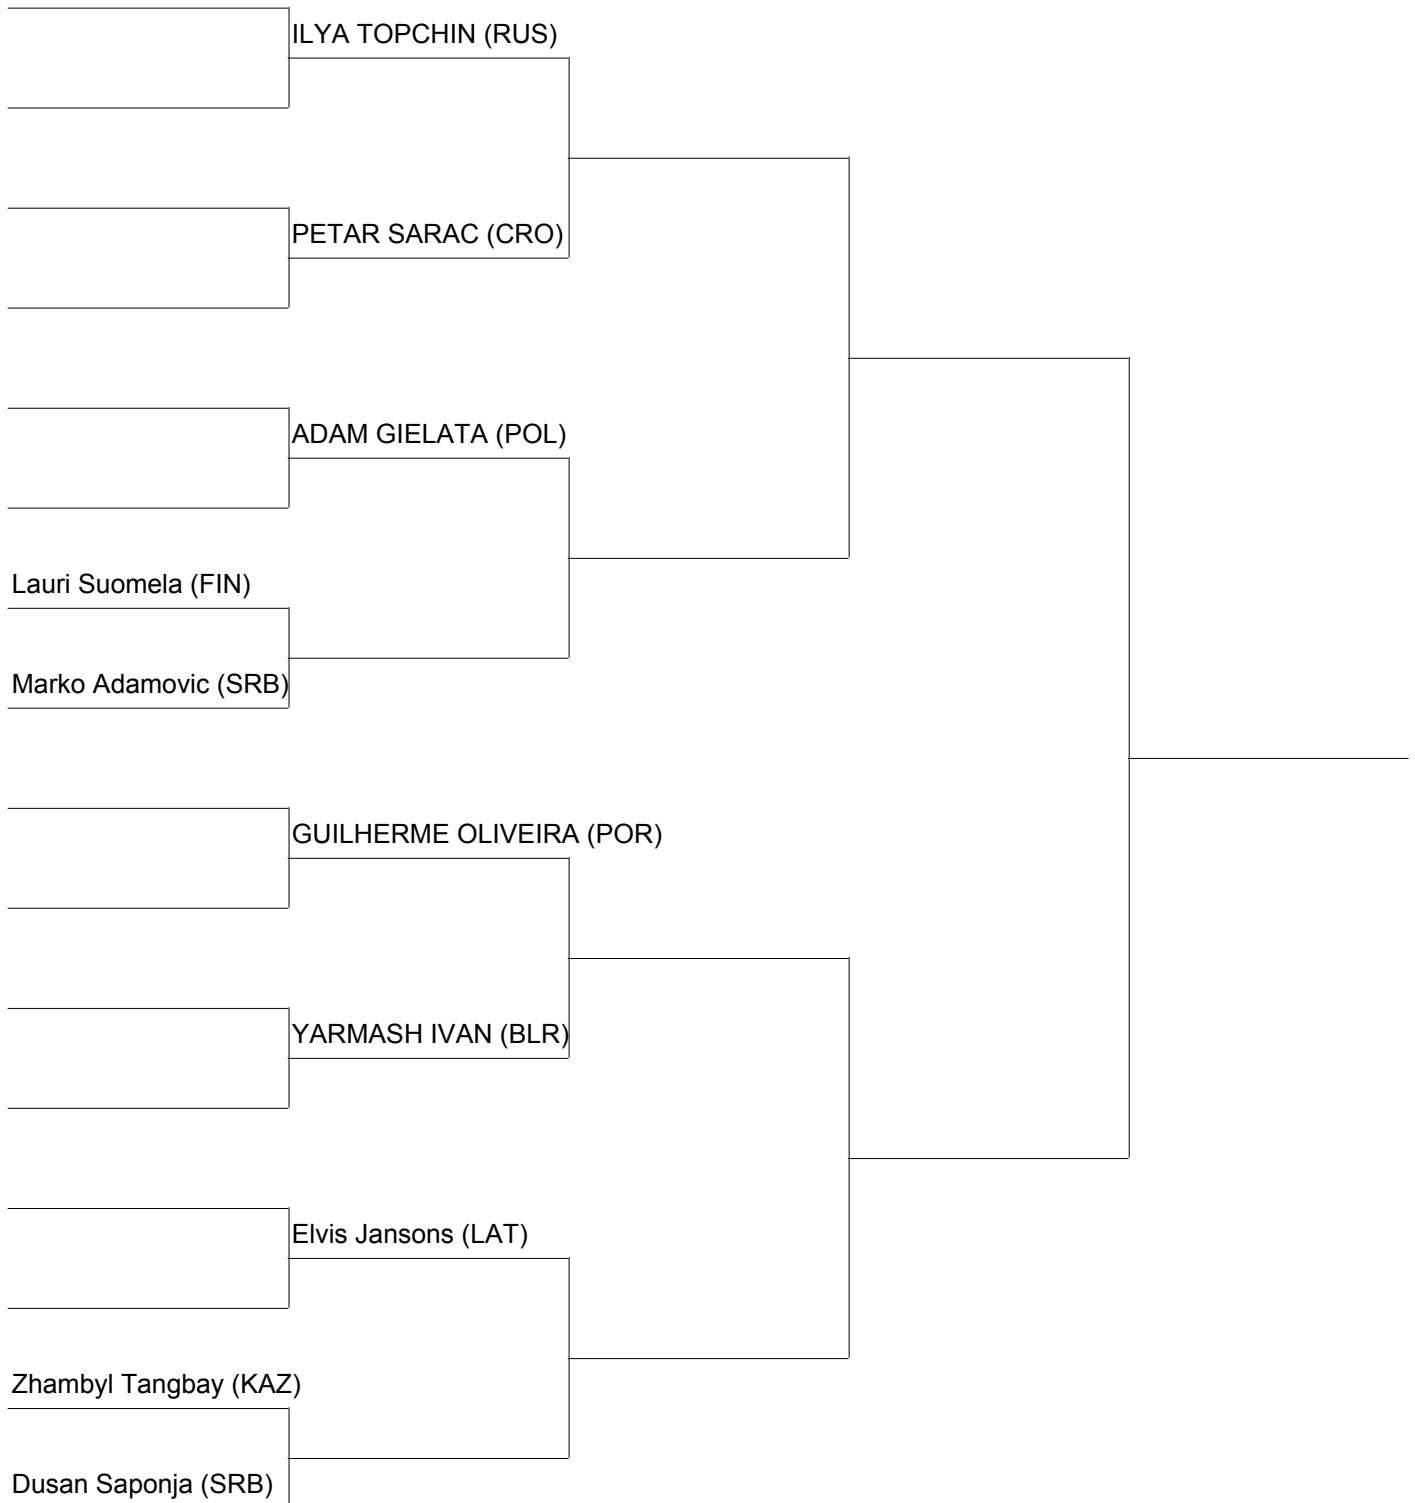 ILYA TOPCHIN (RUS)
PETAR SARAC (CRO)
ADAM GIELATA (POL)
Lauri Suomela (FIN)
Marko Adamovic (SRB)
GUILHERME OLIVEIRA (POR)
YARMASH IVAN (BLR)
Elvis Jansons (LAT)
Zhambyl Tangbay (KAZ)
Dusan Saponja (SRB)